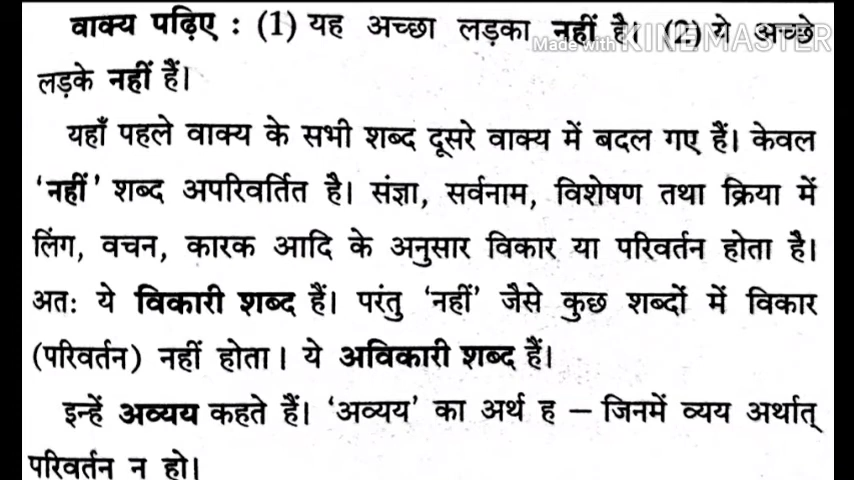 वाक्य पढ़िए : (1) यह अच्छा लड़का नहीं है। (2) ये अच्छे
Made with KINEMASTER
लड़के नहीं हैं।
यहाँ पहले वाक्य के सभी शब्द दूसरे वाक्य में बदल गए हैं। केवल
'नहीं' शब्द अपरिवर्तित है। संज्ञा, सर्वनाम, विशेषण तथा क्रिया में
लिंग, वचन, कारक आदि के अनुसार विकार या परिवर्तन होता है।
अतः ये विकारी शब्द हैं। परंतु 'नहीं' जैसे कुछ शब्दों में विकार
(परिवर्तन) नहीं होता। ये अविकारी शब्द हैं।
इन्हें अव्यय कहते हैं। 'अव्यय' का अर्थ ह – जिनमें व्यय अर्थात्
परिवर्तन न हो।